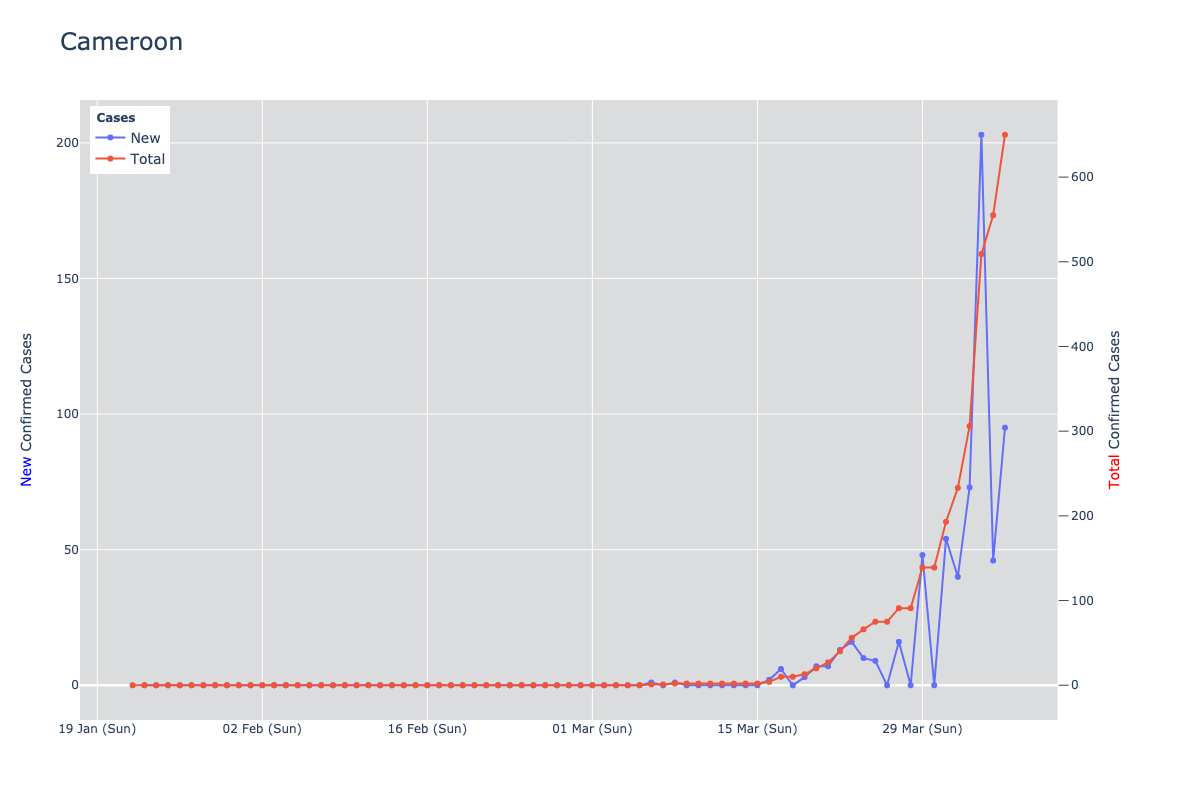 Cameroon
Cases
New
Total
200
150
100
50
0
600
500
400
300
200
100
0
New Confirmed Cases
Total Confirmed Cases
19 Jan (Sun)
02 Feb (Sun)
16 Feb (Sun)
01 Mar (Sun)
15 Mar (Sun)
29 Mar (Sun)